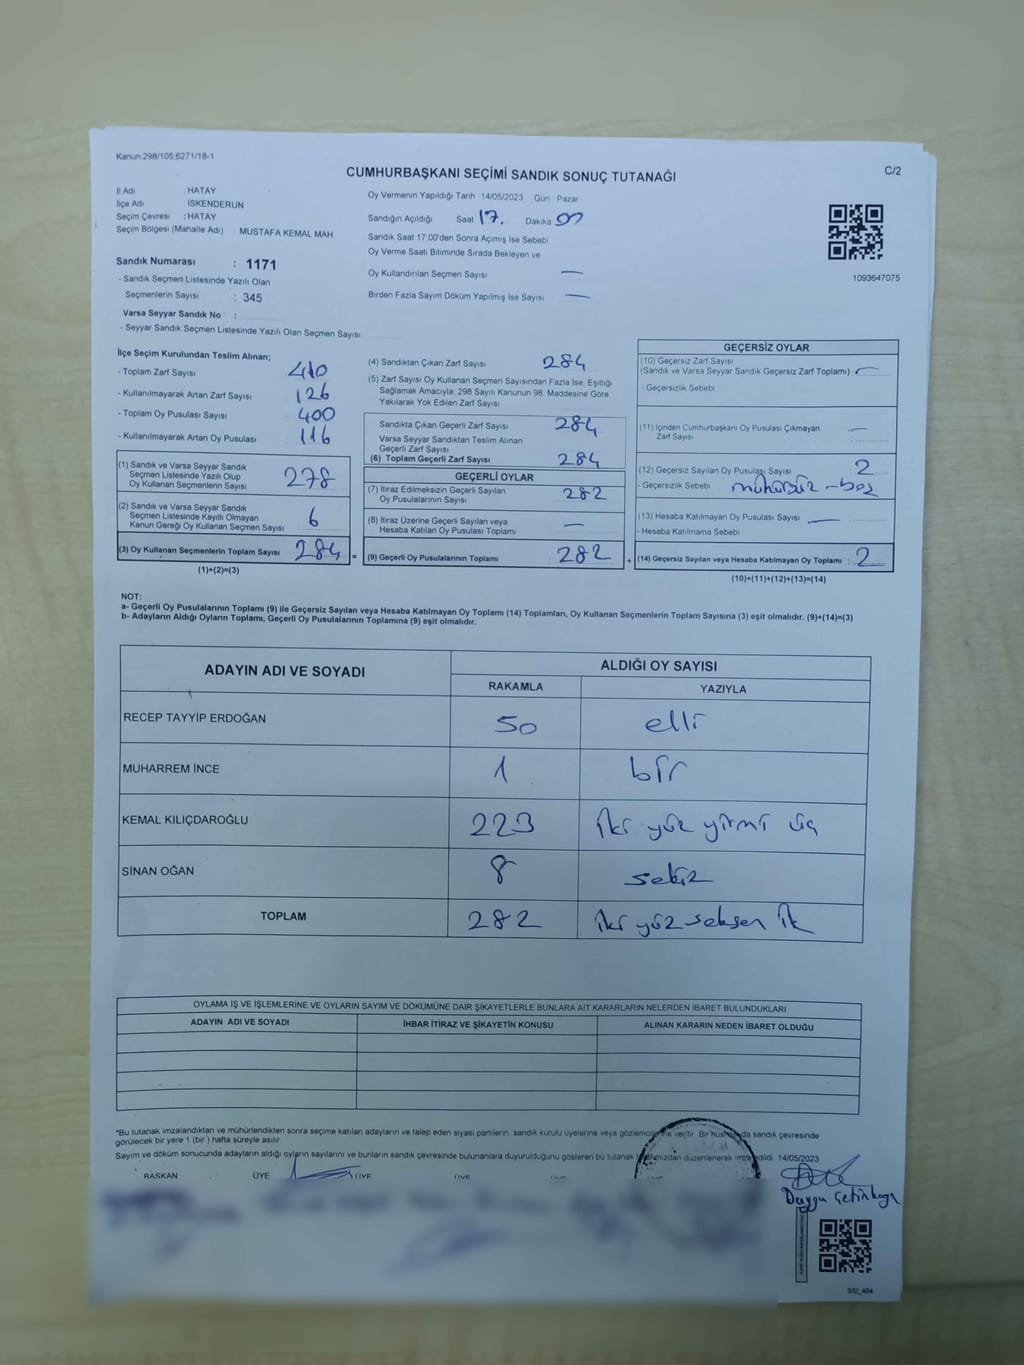 Kanun:298/105,6271/18-1
CUMHURBAŞKANI SEÇİMİ SANDIK SONUÇ TUTANAĞI
C/2
İl Adı : HATAY
İlçe Adı : İSKENDERUN
Seçim Çevresi : HATAY
Seçim Bölgesi (Mahalle Adı) MUSTAFA KEMAL MAH.
Sandık Numarası : 1171
- Sandık Seçmen Listesinde Yazılı Olan
Seçmenlerin Sayısı : 345
Varsa Seyyar Sandık No :
- Seyyar Sandık Seçmen Listesinde Yazılı Olan Seçmen Sayısı:
Oy Vermenin Yapıldığı Tarih 14/05/2023 Gün Pazar
Sandığın Açıldığı Saat 17. Dakika 00
Sandık Saat 17:00'den Sonra Açılmış İse Sebebi
Oy Verme Saati Bitiminde Sırada Bekleyen ve
Oy Kullandırılan Seçmen Sayısı —
Birden Fazla Sayım Döküm Yapılmış İse Sayısı —
1093647075
İlçe Seçim Kurulundan Teslim Alınan;
- Toplam Zarf Sayısı 410
- Kullanılmayarak Artan Zarf Sayısı 126
- Toplam Oy Pusulası Sayısı 400
- Kullanılmayarak Artan Oy Pusulası 116
(1) Sandık ve Varsa Seyyar Sandık
Seçmen Listesinde Yazılı Olup
Oy Kullanan Seçmenlerin Sayısı 278
(2) Sandık ve Varsa Seyyar Sandık
Seçmen Listesinde Kayıtlı Olmayan
Kanun Gereği Oy Kullanan Seçmen Sayısı 6
(3) Oy Kullanan Seçmenlerin Toplam Sayısı 284 =
(1)+(2)=(3)
(4) Sandıktan Çıkan Zarf Sayısı 284
(5) Zarf Sayısı Oy Kullanan Seçmen Sayısından Fazla İse, Eşitliği
Sağlamak Amacıyla, 298 Sayılı Kanunun 98. Maddesine Göre
Yakılarak Yok Edilen Zarf Sayısı
Sandıkta Çıkan Geçerli Zarf Sayısı 284
Varsa Seyyar Sandıktan Teslim Alınan
Geçerli Zarf Sayısı
(6) Toplam Geçerli Zarf Sayısı 284
GEÇERLİ OYLAR
(7) İtiraz Edilmeksizin Geçerli Sayılan
Oy Pusulalarının Sayısı 282
(8) İtiraz Üzerine Geçerli Sayılan veya
Hesaba Katılan Oy Pusulası Toplamı —
(9) Geçerli Oy Pusulalarının Toplamı 282 +
GEÇERSİZ OYLAR
(10) Geçersiz Zarf Sayısı
(Sandık ve Varsa Seyyar Sandık Geçersiz Zarf Toplamı) : —
- Geçersizlik Sebebi
(11) İçinden Cumhurbaşkanı Oy Pusulası Çıkmayan
Zarf Sayısı —
(12) Geçersiz Sayılan Oy Pusulası Sayısı 2
- Geçersizlik Sebebi mühürsüz - boş
(13) Hesaba Katılmayan Oy Pusulası Sayısı —
- Hesaba Katılmama Sebebi
(14) Geçersiz Sayılan veya Hesaba Katılmayan Oy Toplamı : 2
(10)+(11)+(12)+(13)=(14)
NOT:
a- Geçerli Oy Pusulalarının Toplamı (9) ile Geçersiz Sayılan veya Hesaba Katılmayan Oy Toplamı (14) Toplamları, Oy Kullanan Seçmenlerin Toplam Sayısına (3) eşit olmalıdır. (9)+(14)=(3)
b- Adayların Aldığı Oyların Toplamı, Geçerli Oy Pusulalarının Toplamına (9) eşit olmalıdır.
ADAYIN ADI VE SOYADI
ALDIĞI OY SAYISI
RAKAMLA YAZIYLA
RECEP TAYYİP ERDOĞAN 50 elli
MUHARREM İNCE 1 bir
KEMAL KILIÇDAROĞLU 223 iki yüz yirmi üç
SİNAN OĞAN 8 sekiz
TOPLAM 282 iki yüz seksen ik
OYLAMA İŞ VE İŞLEMLERİNE VE OYLARIN SAYIM VE DÖKÜMÜNE DAİR ŞİKAYETLERLE BUNLARA AİT KARARLARIN NELERDEN İBARET BULUNDUKLARI
ADAYIN ADI VE SOYADI İHBAR İTİRAZ VE ŞİKAYETİN KONUSU ALINAN KARARIN NEDEN İBARET OLDUĞU
*Bu tutanak imzalandıktan ve mühürlendikten sonra seçime katılan adayların ve talep eden siyasi partilerin sandık kurulu üyelerine veya gözlemcilerine verilir. Bir da sandık çevresinde
görülecek bir yere 1 (bir) hafta süreyle asılır.
Sayım ve döküm sonucunda adayların aldığı oyların sayılarını ve bunların sandık çevresinde bulunanlara duyurulduğunu gösteren bu tutanak düzenlenerek imza edildi. 14/05/2023
BAŞKAN ÜYE ÜYE ÜYE ÜYE
Duygu Çetinkaya
SSI_404